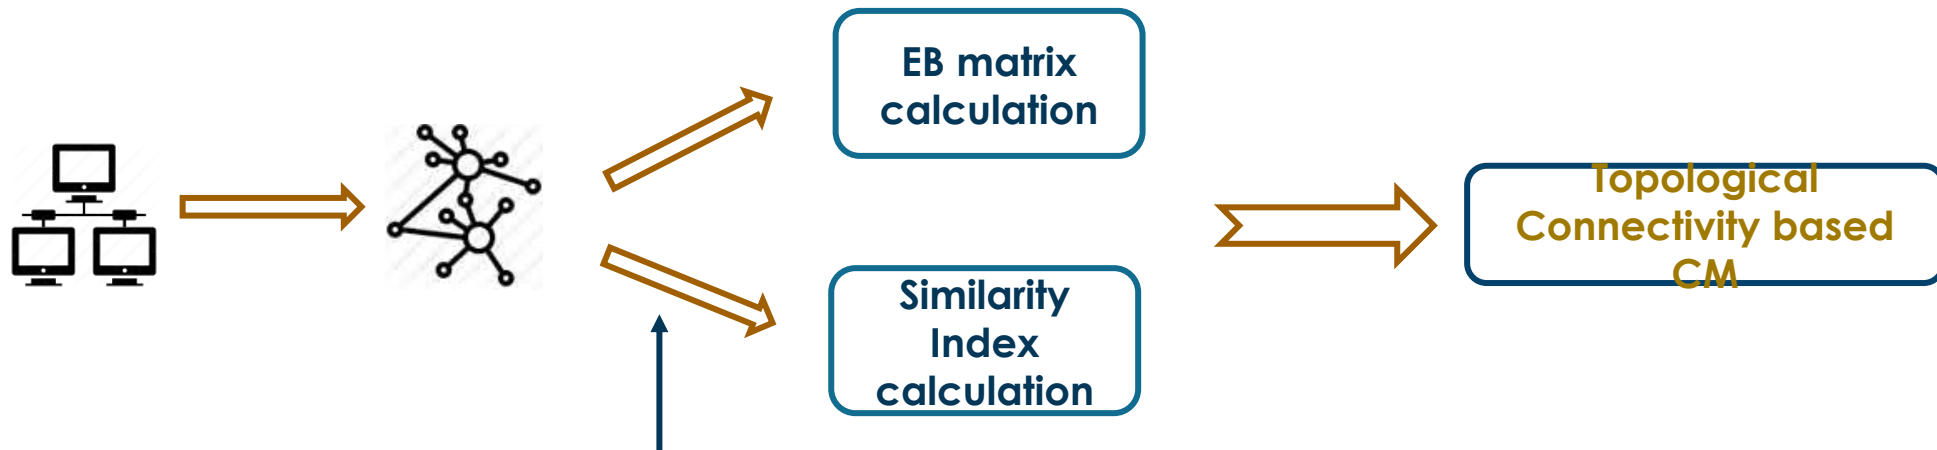 EB matrix
calculation
Similarity
Index
calculation
Topological
Connectivity based
CM